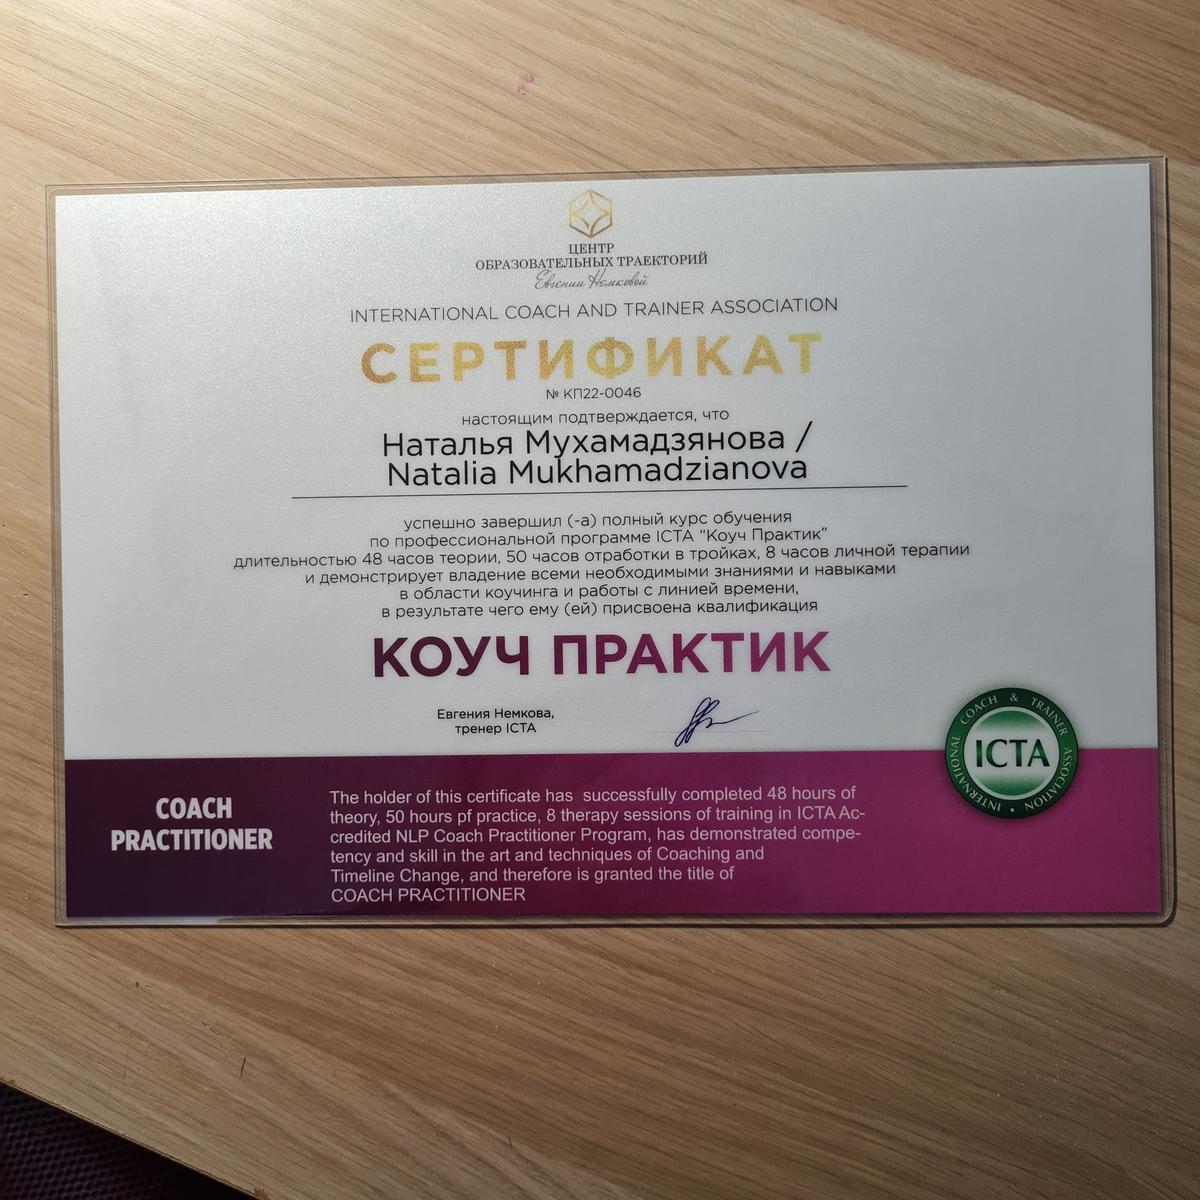 ЦЕНТР
ОБРАЗОВАТЕЛЬНЫХ ТРАЕКТОРИЙ
Евгении Немковой
INTERNATIONAL COACH AND TRAINER ASSOCIATION
СЕРТИФИКАТ
№ КП22-0046
настоящим подтверждается, что
Наталья Мухамадзянова /
Natalia Mukhamadzianova
успешно завершил (-а) полный курс обучения
по профессиональной программе ICTA “Коуч Практик”
длительностью 48 часов теории, 50 часов отработки в тройках, 8 часов личной терапии
и демонстрирует владение всеми необходимыми знаниями и навыками
в области коучинга и работы с линией времени,
в результате чего ему (ей) присвоена квалификация
КОУЧ ПРАКТИК
Евгения Немкова,
тренер ICTA
INTERNATIONAL COACH & TRAINER ASSOCIATION
ICTA
COACH
PRACTITIONER
The holder of this certificate has successfully completed 48 hours of
theory, 50 hours pf practice, 8 therapy sessions of training in ICTA Ac-
credited NLP Coach Practitioner Program, has demonstrated compe-
tency and skill in the art and techniques of Coaching and
Timeline Change, and therefore is granted the title of
COACH PRACTITIONER